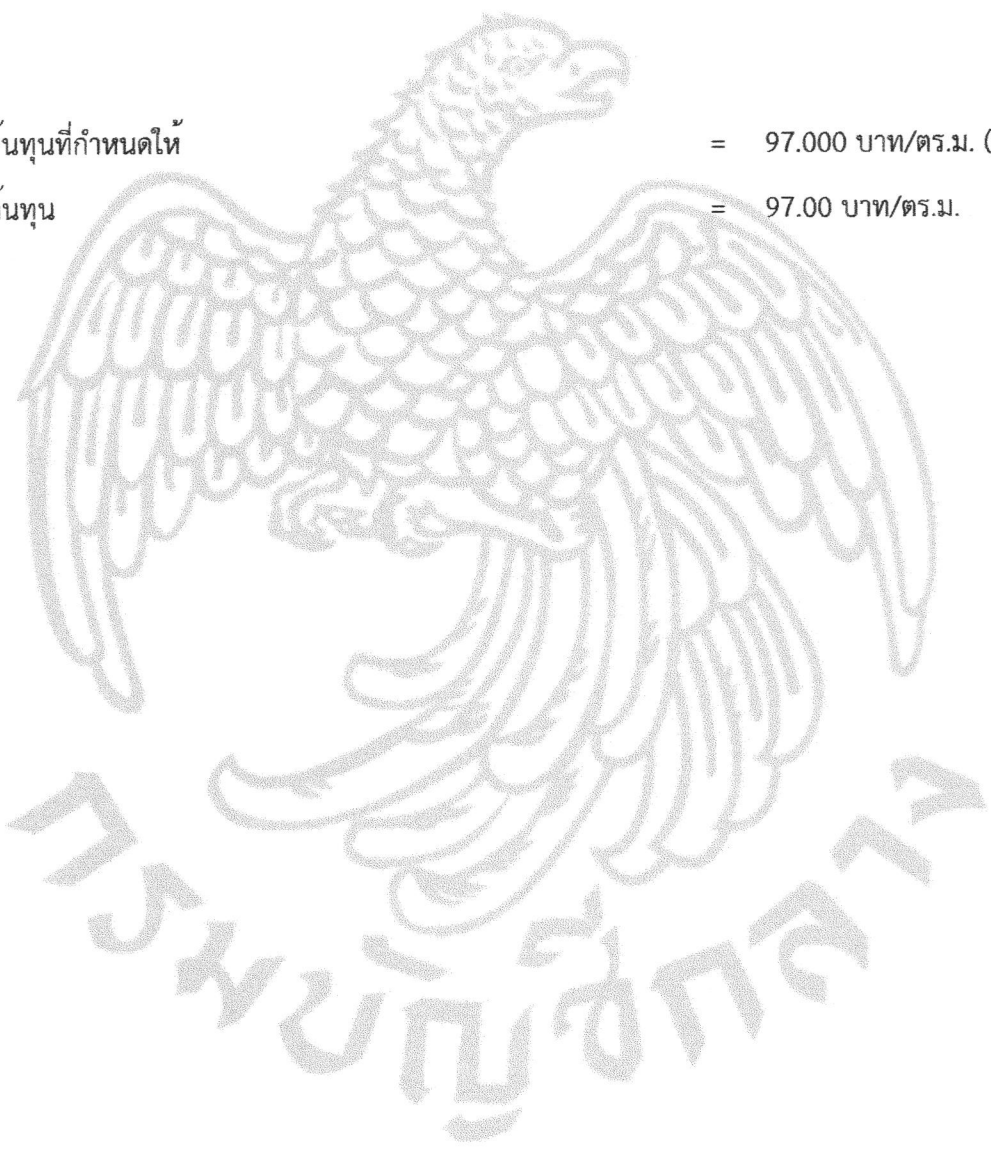 ต้นทุนที่กำหนดให้ = 97.000 บาท/ตร.ม. (
ต้นทุน = 97.00 บาท/ตร.ม.
กรมบัญชีกลาง